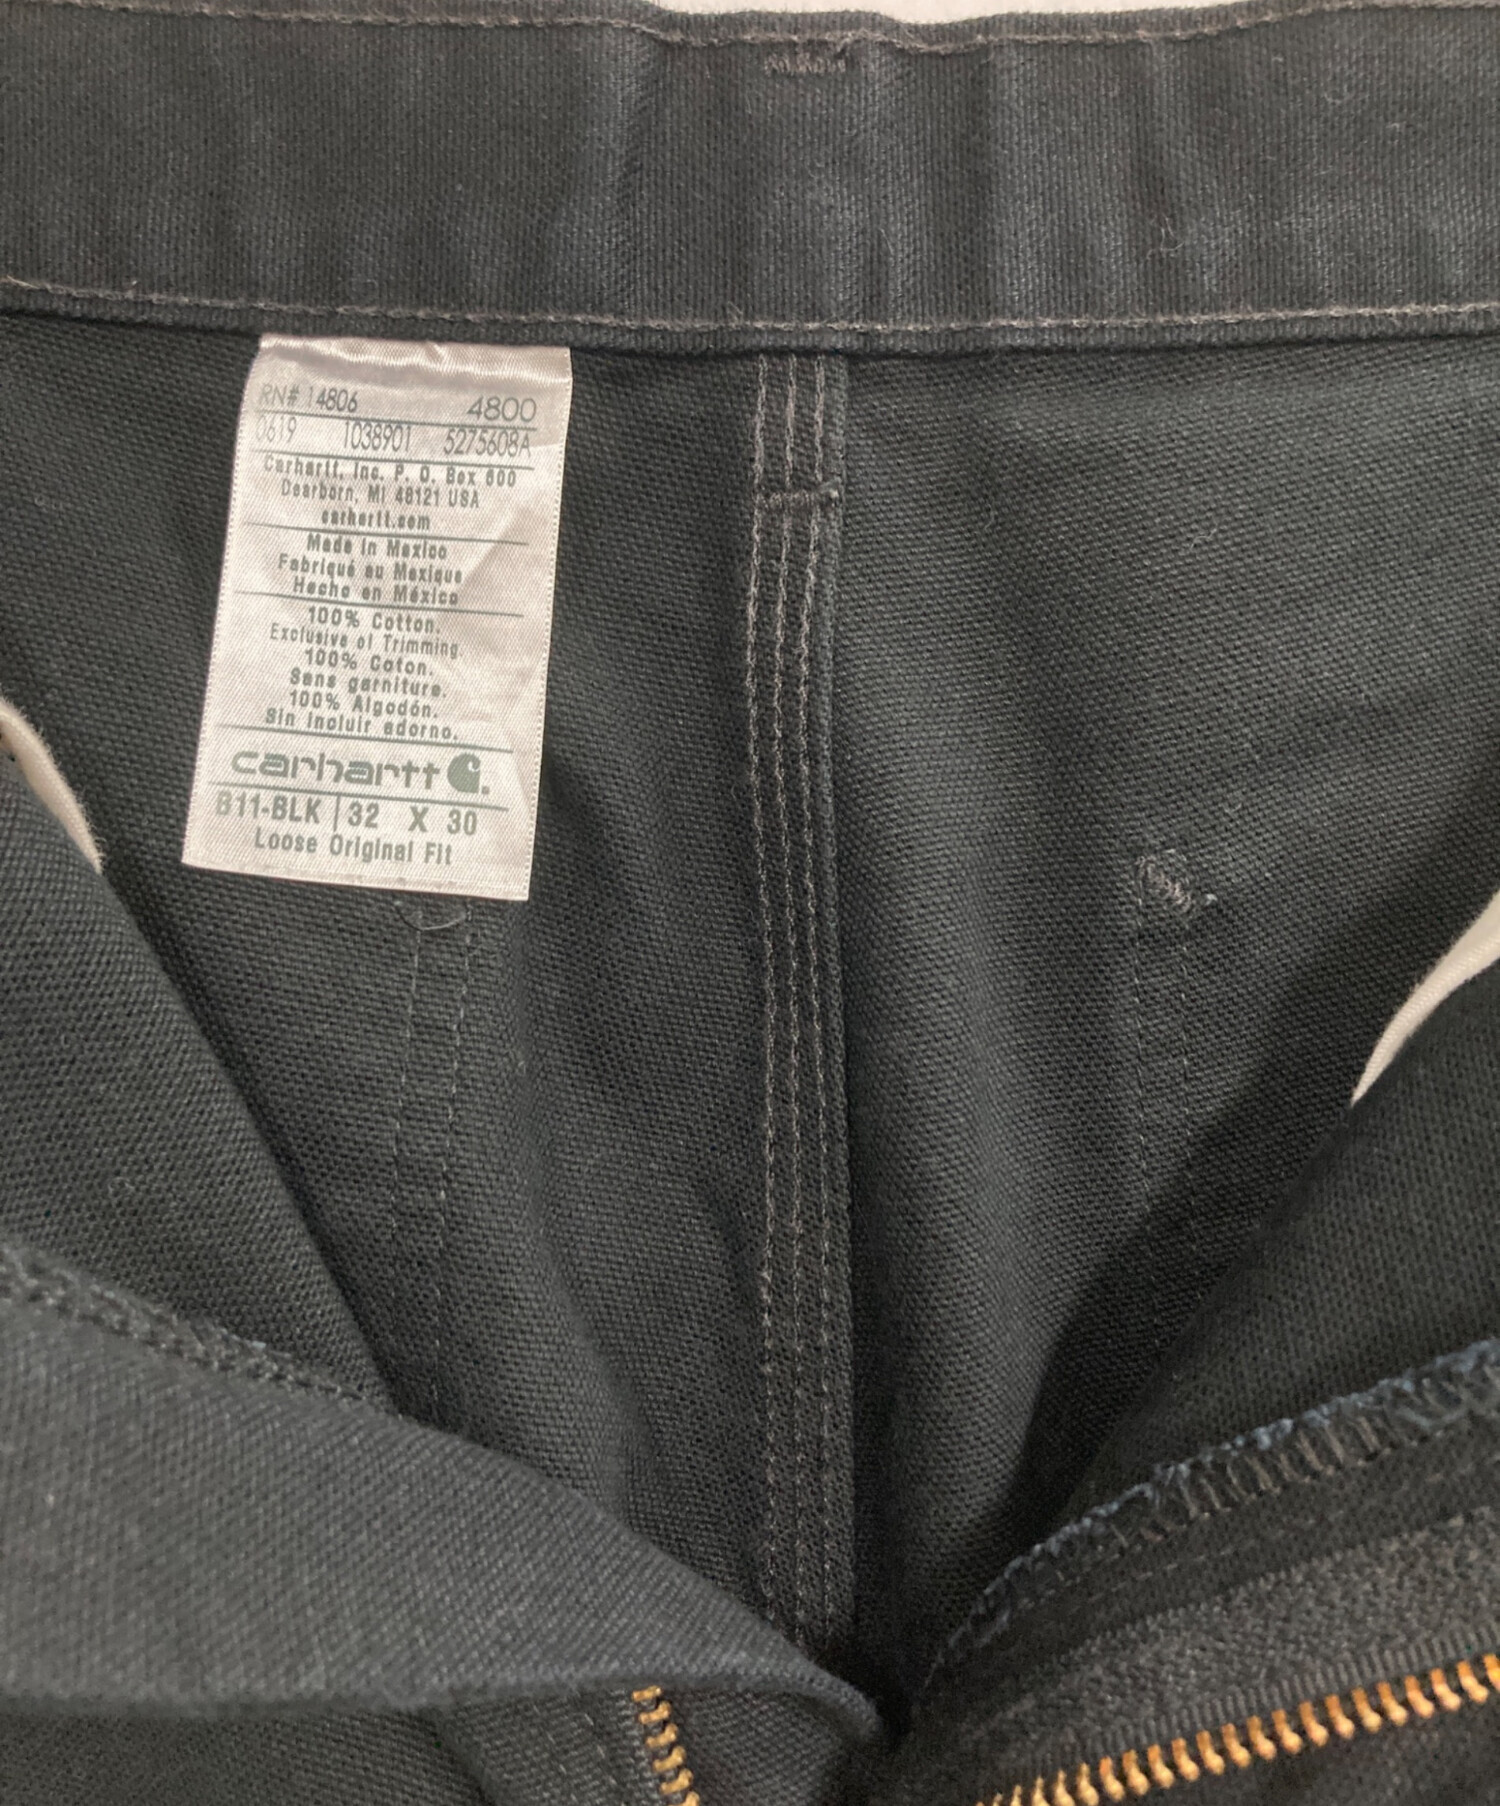 RN# 14806 4800
0619 1038901 5275608A
Carhartt, Inc. P. O. Box 600
Dearborn, MI 48121 USA
carhartt.com
Made in Mexico
Fabriqué au Mexique
Hecho en México
100% Cotton.
Exclusive of Trimming
100% Coton.
Sans garniture.
100% Algodón.
Sin incluir adorno.
carhartt
B11-BLK 32 X 30
Loose Original Fit